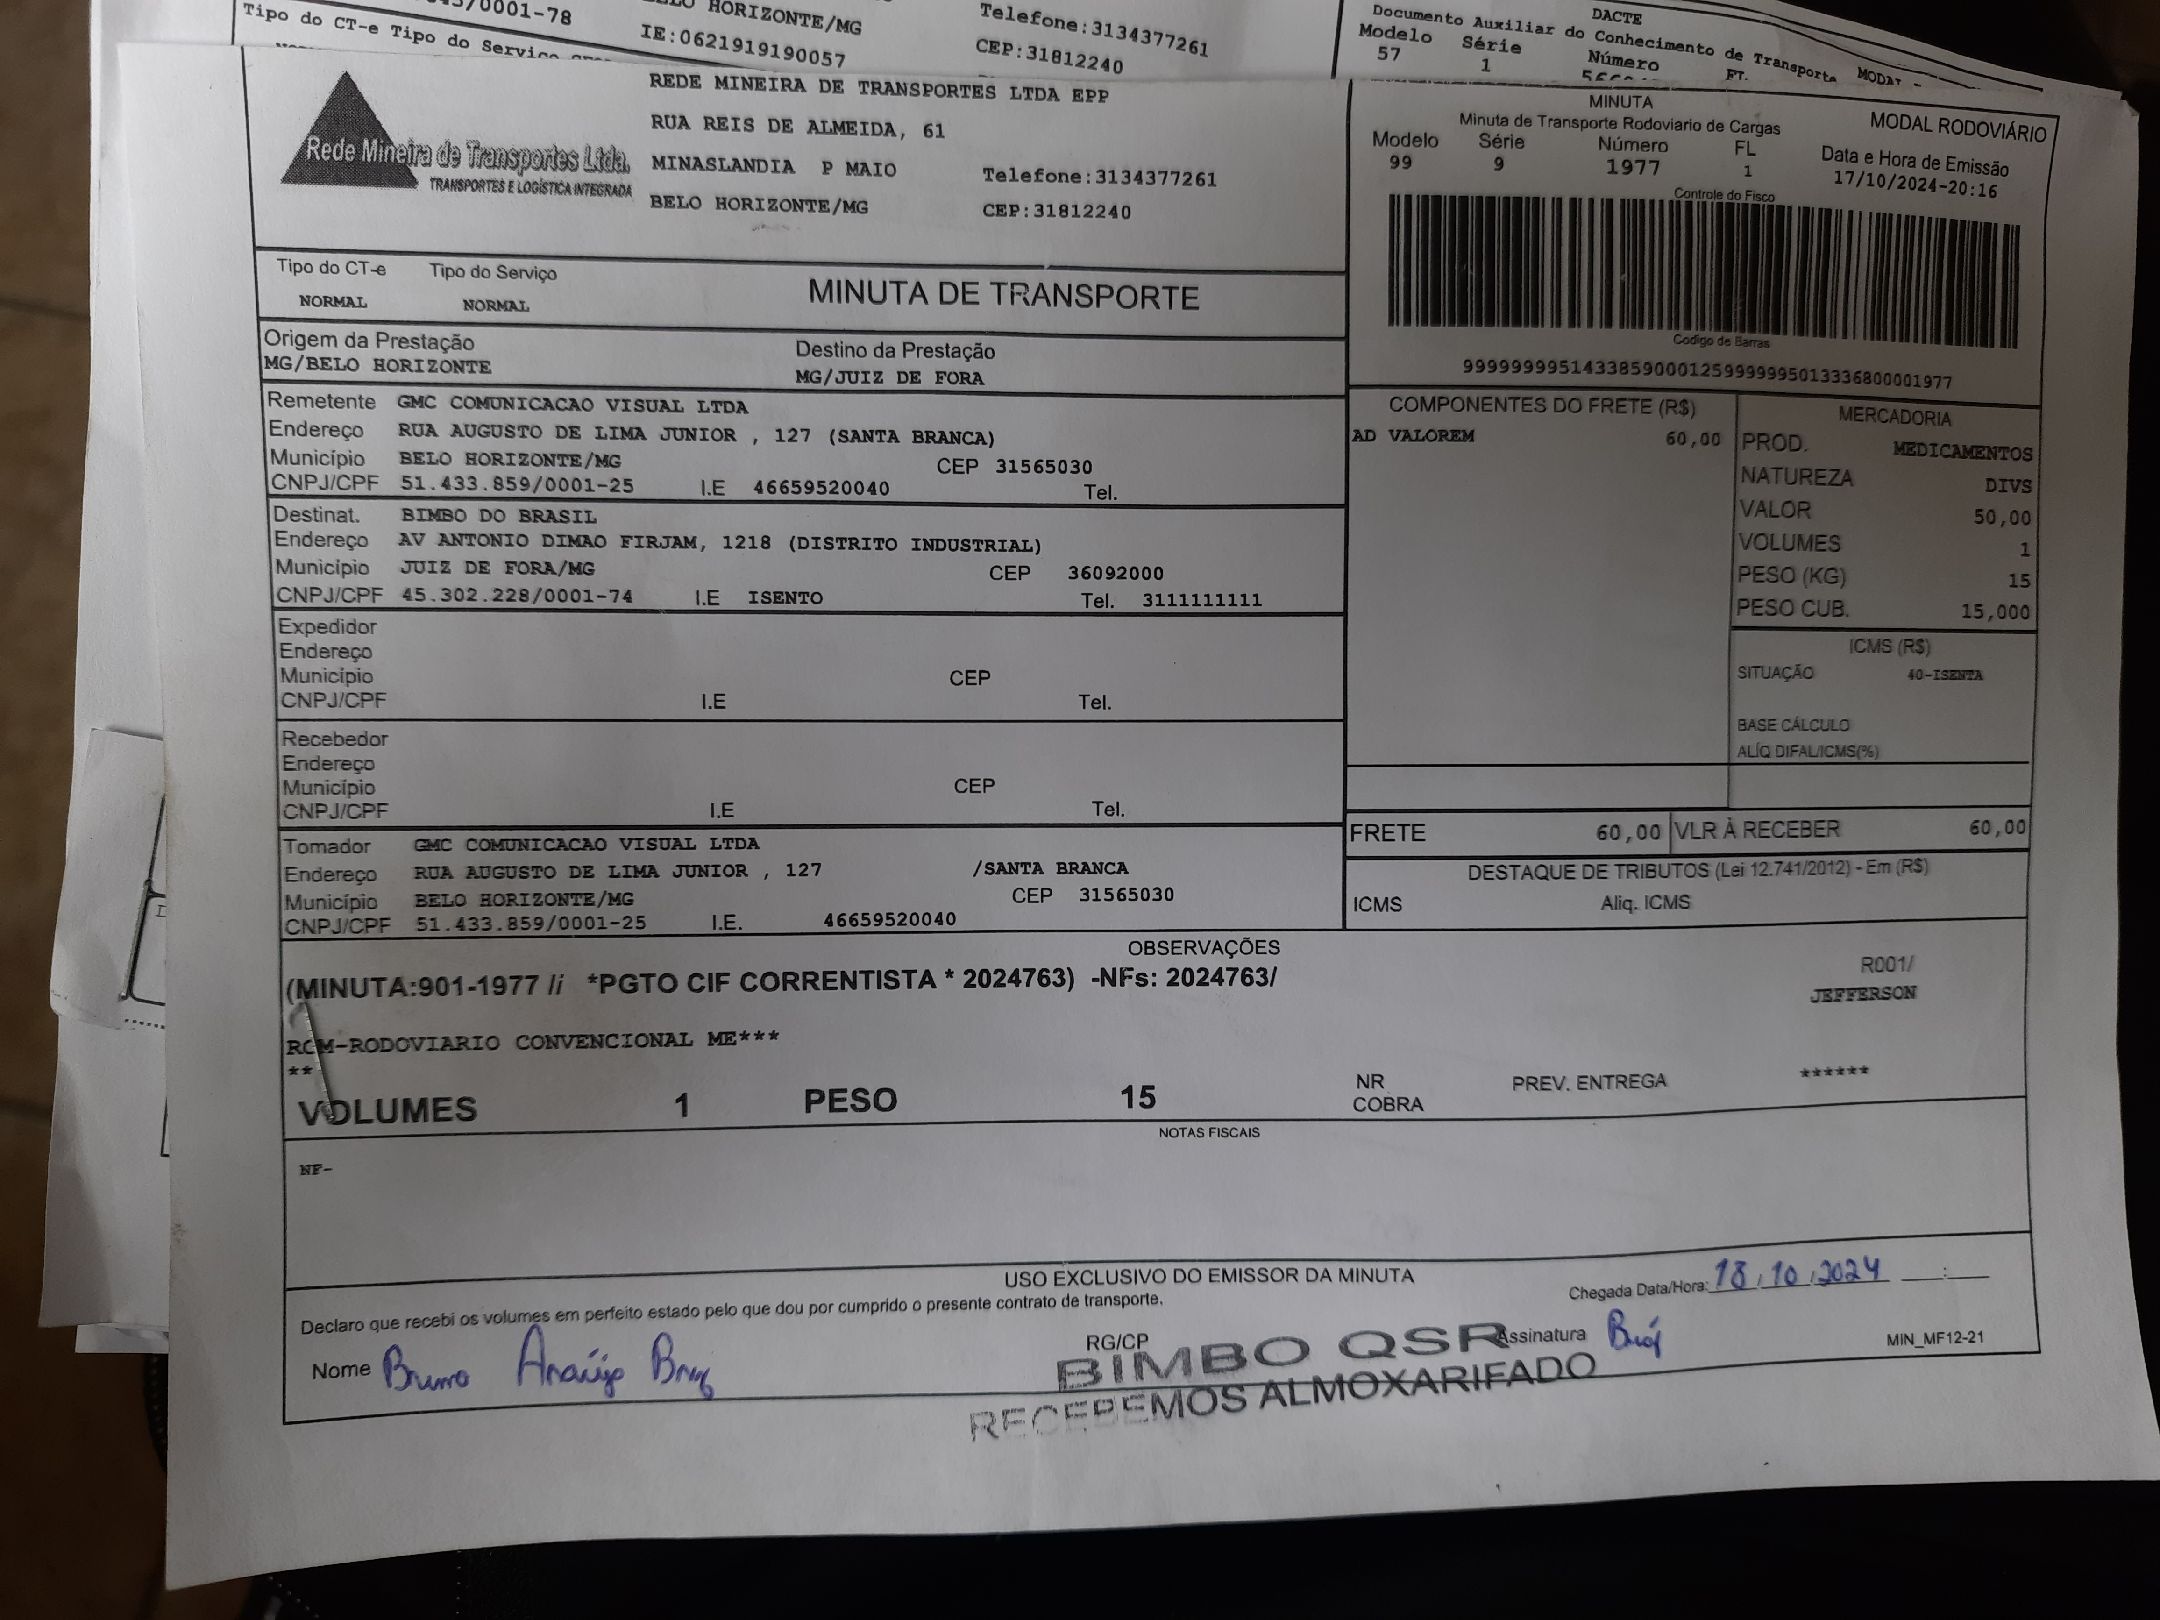 /0001-78
HORIZONTE/MG
IE:0621919190057
Telefone:3134377261
CEP:31812240
Tipo do CT-e Tipo do Serviço
DACTE
Documento Auxiliar do Conhecimento de Transporte
Modelo Série Número
57 1
REDE MINEIRA DE TRANSPORTES LTDA EPP
RUA REIS DE ALMEIDA, 61
MINASLANDIA P MAIO Telefone:3134377261
BELO HORIZONTE/MG CEP:31812240
Rede Mineira de Transportes Ltda.
TRANSPORTES E LOGÍSTICA INTEGRADA
MINUTA
MODAL RODOVIÁRIO
Minuta de Transporte Rodoviario de Cargas
Modelo Série Número FL Data e Hora de Emissão
99 9 1977 1 17/10/2024-20:16
Controle do Fisco
Codigo de Barras
99999999514338590001259999995013336800001977
Tipo do CT-e Tipo do Serviço
NORMAL NORMAL
MINUTA DE TRANSPORTE
Origem da Prestação Destino da Prestação
MG/BELO HORIZONTE MG/JUIZ DE FORA
Remetente GMC COMUNICACAO VISUAL LTDA
Endereço RUA AUGUSTO DE LIMA JUNIOR , 127 (SANTA BRANCA)
Município BELO HORIZONTE/MG CEP 31565030
CNPJ/CPF 51.433.859/0001-25 I.E 46659520040 Tel.
Destinat. BIMBO DO BRASIL
Endereço AV ANTONIO DIMAO FIRJAM, 1218 (DISTRITO INDUSTRIAL)
Município JUIZ DE FORA/MG CEP 36092000
CNPJ/CPF 45.302.228/0001-74 I.E ISENTO Tel. 3111111111
Expedidor
Endereço
Município CEP
CNPJ/CPF I.E Tel.
Recebedor
Endereço
Município CEP
CNPJ/CPF I.E Tel.
Tomador GMC COMUNICACAO VISUAL LTDA
Endereço RUA AUGUSTO DE LIMA JUNIOR , 127 /SANTA BRANCA
Município BELO HORIZONTE/MG CEP 31565030
CNPJ/CPF 51.433.859/0001-25 I.E. 46659520040
COMPONENTES DO FRETE (R$)
AD VALOREM 60,00
MERCADORIA
PROD. MEDICAMENTOS
NATUREZA DIVS
VALOR 50,00
VOLUMES 1
PESO (KG) 15
PESO CUB. 15,000
ICMS (R$)
SITUAÇÃO 40-ISENTA
BASE CÁLCULO
ALÍQ DIFAL/ICMS(%)
FRETE 60,00 VLR À RECEBER 60,00
DESTAQUE DE TRIBUTOS (Lei 12.741/2012) - Em (R$)
ICMS Aliq. ICMS
OBSERVAÇÕES
(MINUTA:901-1977 //i *PGTO CIF CORRENTISTA * 2024763) -NFs: 2024763/
R001/
JEFFERSON
RCM-RODOVIARIO CONVENCIONAL ME***
**
VOLUMES 1 PESO 15
NR
COBRA
PREV. ENTREGA ******
NOTAS FISCAIS
NF-
USO EXCLUSIVO DO EMISSOR DA MINUTA
Declaro que recebi os volumes em perfeito estado pelo que dou por cumprido o presente contrato de transporte.
Chegada Data/Hora: 18/10/2024 __:__
Nome Bruno Araújo RG/CP Assinatura
MIN_MF12-21
BIMBO QSR
RECEBEMOS ALMOXARIFADO